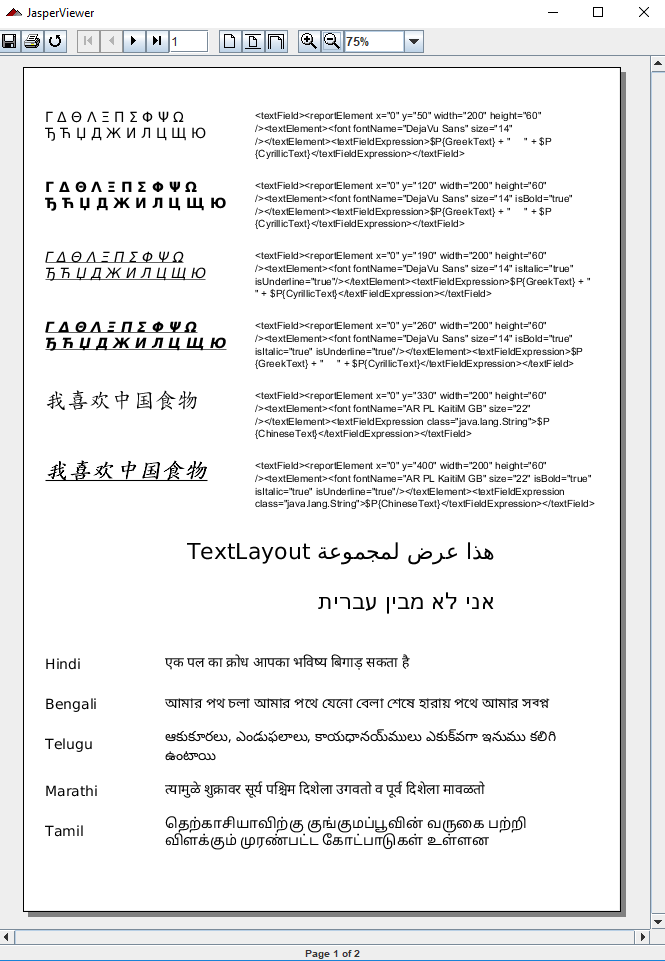 JasperViewer
1
75%
Γ Δ Θ Λ Ξ Π Σ Φ Ψ Ω
Ђ Ћ Џ Д Ж И Л Ц Щ Ю
<textField><reportElement x="0" y="50" width="200" height="60"
/><textElement><font fontName="DejaVu Sans" size="14"
/></textElement><textFieldExpression>$P{GreekText} + "     " + $P
{CyrillicText}</textFieldExpression></textField>
Γ Δ Θ Λ Ξ Π Σ Φ Ψ Ω
Ђ Ћ Џ Д Ж И Л Ц Щ Ю
<textField><reportElement x="0" y="120" width="200" height="60"
/><textElement><font fontName="DejaVu Sans" size="14" isBold="true"
/></textElement><textFieldExpression>$P{GreekText} + "     " + $P
{CyrillicText}</textFieldExpression></textField>
Γ Δ Θ Λ Ξ Π Σ Φ Ψ Ω
Ђ Ћ Џ Д Ж И Л Ц Щ Ю
<textField><reportElement x="0" y="190" width="200" height="60"
/><textElement><font fontName="DejaVu Sans" size="14" isItalic="true"
isUnderline="true"/></textElement><textFieldExpression>$P{GreekText} + "
" + $P{CyrillicText}</textFieldExpression></textField>
Γ Δ Θ Λ Ξ Π Σ Φ Ψ Ω
Ђ Ћ Џ Д Ж И Л Ц Щ Ю
<textField><reportElement x="0" y="260" width="200" height="60"
/><textElement><font fontName="DejaVu Sans" size="14" isBold="true"
isItalic="true" isUnderline="true"/></textElement><textFieldExpression>$P
{GreekText} + "     " + $P{CyrillicText}</textFieldExpression></textField>
我喜欢中国食物
<textField><reportElement x="0" y="330" width="200" height="60"
/><textElement><font fontName="AR PL KaitiM GB" size="22"
/></textElement><textFieldExpression class="java.lang.String">$P
{ChineseText}</textFieldExpression></textField>
我喜欢中国食物
<textField><reportElement x="0" y="400" width="200" height="60"
/><textElement><font fontName="AR PL KaitiM GB" size="22" isBold="true"
isItalic="true" isUnderline="true"/></textElement><textFieldExpression
class="java.lang.String">$P{ChineseText}</textFieldExpression></textField>
هذا عرض لمجموعة TextLayout
אני לא מבין עברית
Hindi
एक पल का क्रोध आपका भविष्य बिगाड़ सकता है
Bengali
আমার পথ চলা আমার পথে যেনো বেলা শেষে হারায় পথে আমার সবপ্ন
Telugu
ఆకుకూరలు, ఎండుఫలాలు, కాయధానయ్‌ములు ఎకుక్‌వగా ఇనుము కలిగి
ఉంటాయి
Marathi
त्यामुळे शुक्रावर सूर्य पश्चिम दिशेला उगवतो व पूर्व दिशेला मावळतो
Tamil
தெற்காசியாவிற்கு குங்குமப்பூவின் வருகை பற்றி
விளக்கும் முரண்பட்ட கோட்பாடுகள் உள்ளன
Page 1 of 2